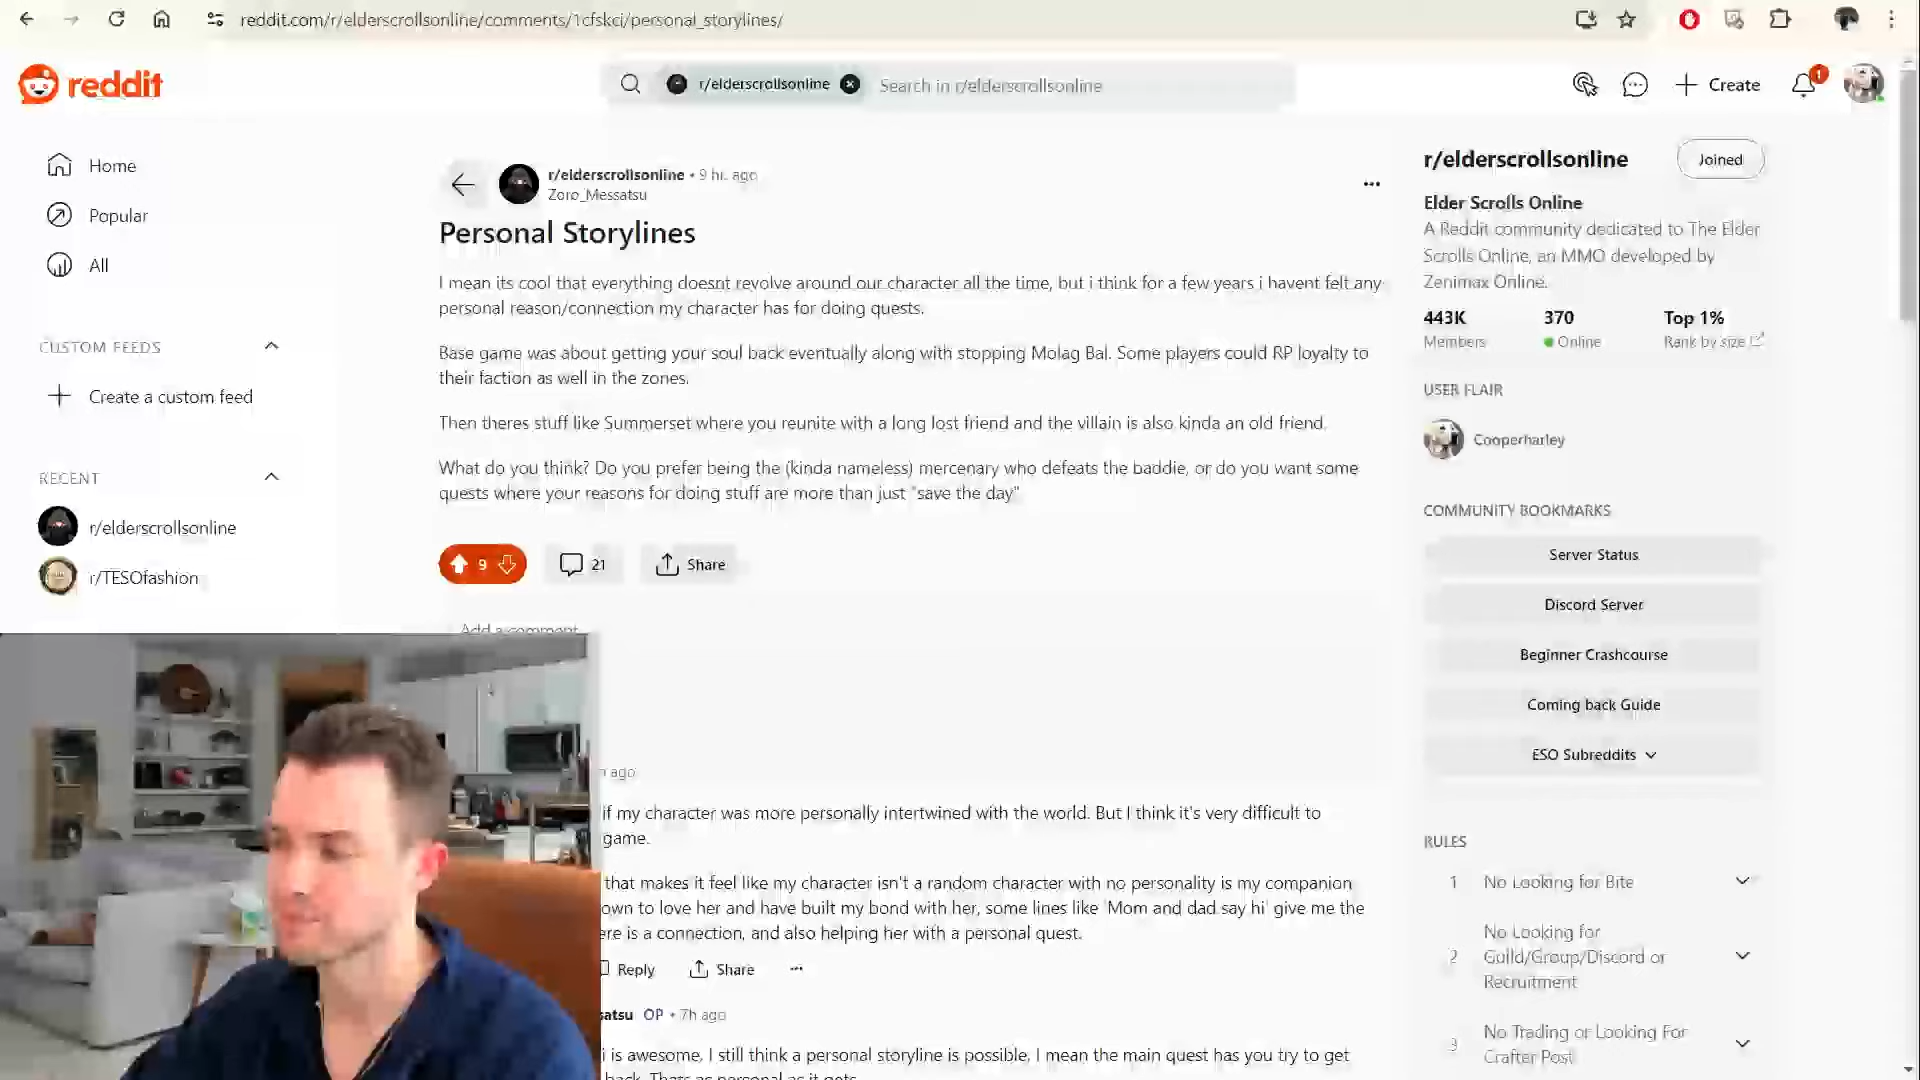 reddit.com/r/elderscrollsonline/comments/1cfskci/personal_storylines/
reddit
r/elderscrollsonline
Search in r/elderscrollsonline
Create
1
Home
Popular
All
CUSTOM FEEDS
Create a custom feed
RECENT
r/elderscrollsonline
r/TESOfashion
r/elderscrollsonline • 9 hr. ago
Zoro_Messatsu
Personal Storylines
I mean its cool that everything doesnt revolve around our character all the time, but i think for a few years i havent felt any
personal reason/connection my character has for doing quests.
Base game was about getting your soul back eventually along with stopping Molag Bal. Some players could RP loyalty to
their faction as well in the zones.
Then theres stuff like Summerset where you reunite with a long lost friend and the villain is also kinda an old friend.
What do you think? Do you prefer being the (kinda nameless) mercenary who defeats the baddie, or do you want some
quests where your reasons for doing stuff are more than just "save the day"
9
21
Share
Add a comment
ago
if my character was more personally intertwined with the world. But I think it's very difficult to
game.
that makes it feel like my character isn't a random character with no personality is my companion
own to love her and have built my bond with her, some lines like 'Mom and dad say hi' give me the
ere is a connection, and also helping her with a personal quest.
Reply
Share
satsu OP • 7h ago
i is awesome, I still think a personal storyline is possible, I mean the main quest has you try to get
back. Thats as personal as it gets
r/elderscrollsonline
Joined
Elder Scrolls Online
A Reddit community dedicated to The Elder
Scrolls Online, an MMO developed by
Zenimax Online.
443K
Members
370
Online
Top 1%
Rank by size
USER FLAIR
Cooperharley
COMMUNITY BOOKMARKS
Server Status
Discord Server
Beginner Crashcourse
Coming back Guide
ESO Subreddits
RULES
1 No Looking for Bite
2 No Looking for
Guild/Group/Discord or
Recruitment
3 No Trading or Looking For
Crafter Post